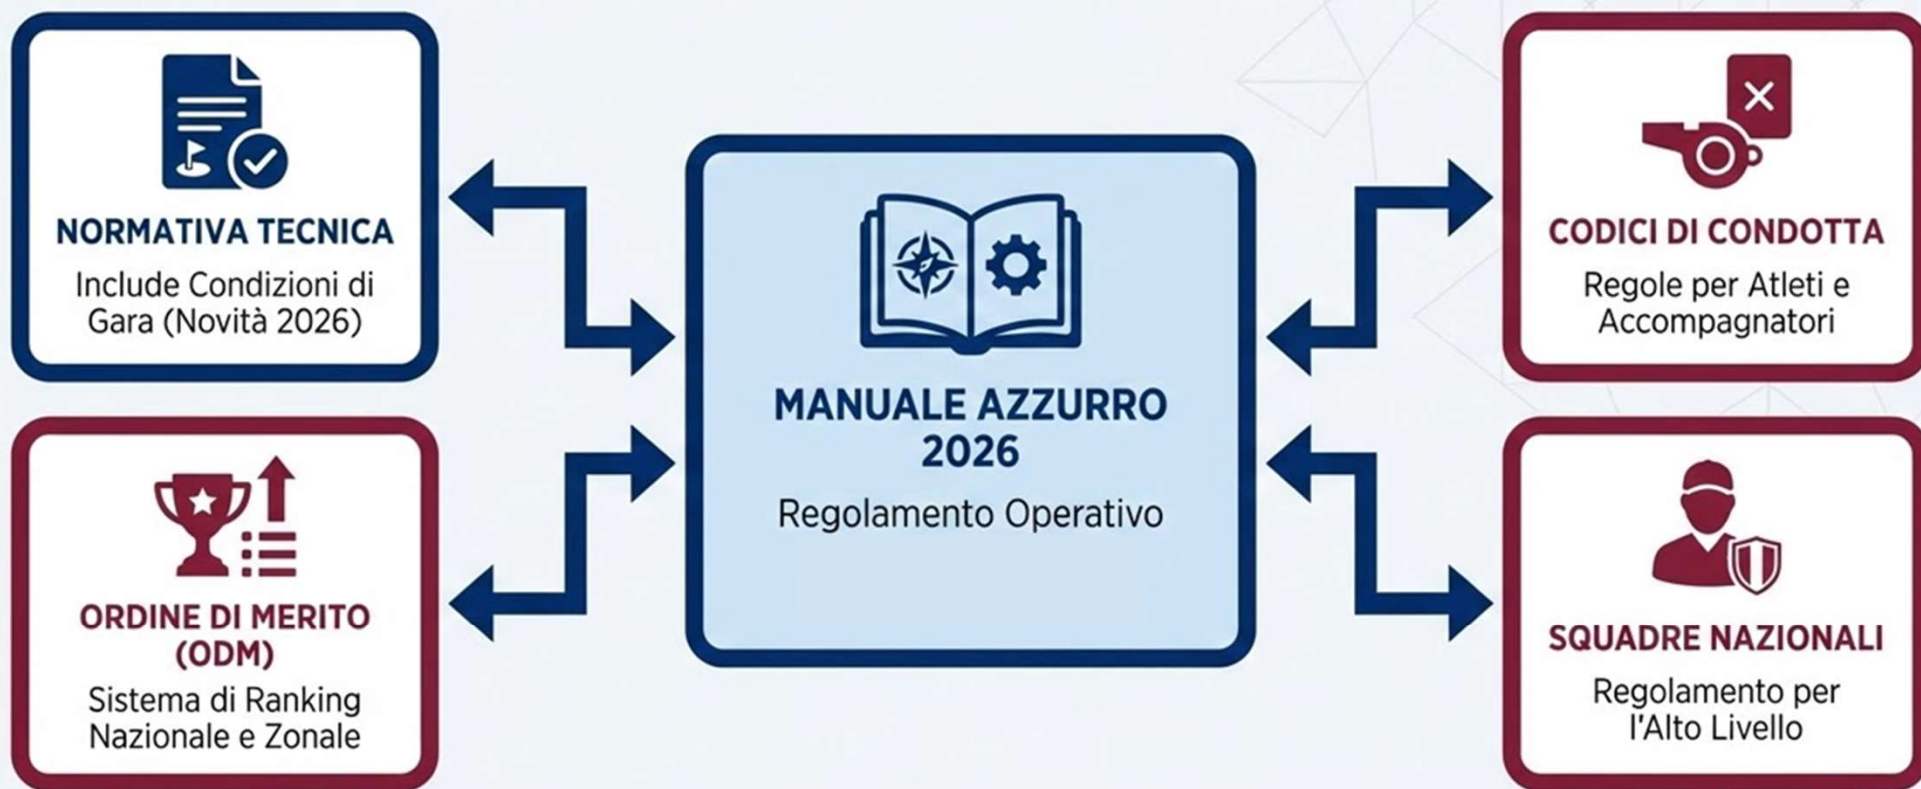 NORMATIVA TECNICA
Include Condizioni di
Gara (Novità 2026)
ORDINE DI MERITO
(ODM)
Sistema di Ranking
Nazionale e Zonale
MANUALE AZZURRO
2026
Regolamento Operativo
CODICI DI CONDOTTA
Regole per Atleti e
Accompagnatori
SQUADRE NAZIONALI
Regolamento per
l'Alto Livello